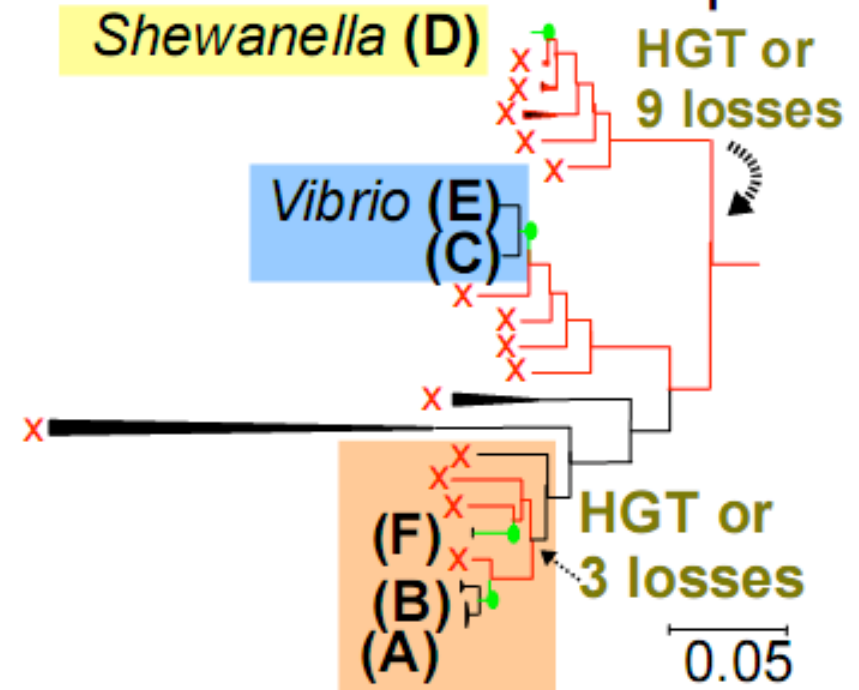 Shewanella (D)
HGT or
9 losses
X
X
X
X
X
Vibrio (E)
(C)
X
X
X
X
X
X
X
X
X
(F)
X
(B)
(A)
HGT or
3 losses
0.05